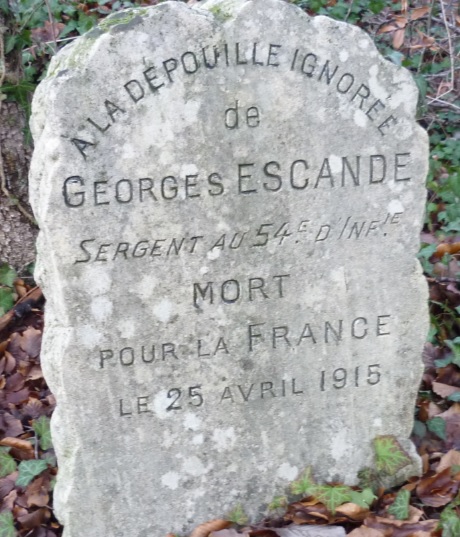 À LA DÉPOUILLE IGNORÉE
de
GEORGES ESCANDE
SERGENT AU 54E D'INFIE
MORT
POUR LA FRANCE
LE 25 AVRIL 1915